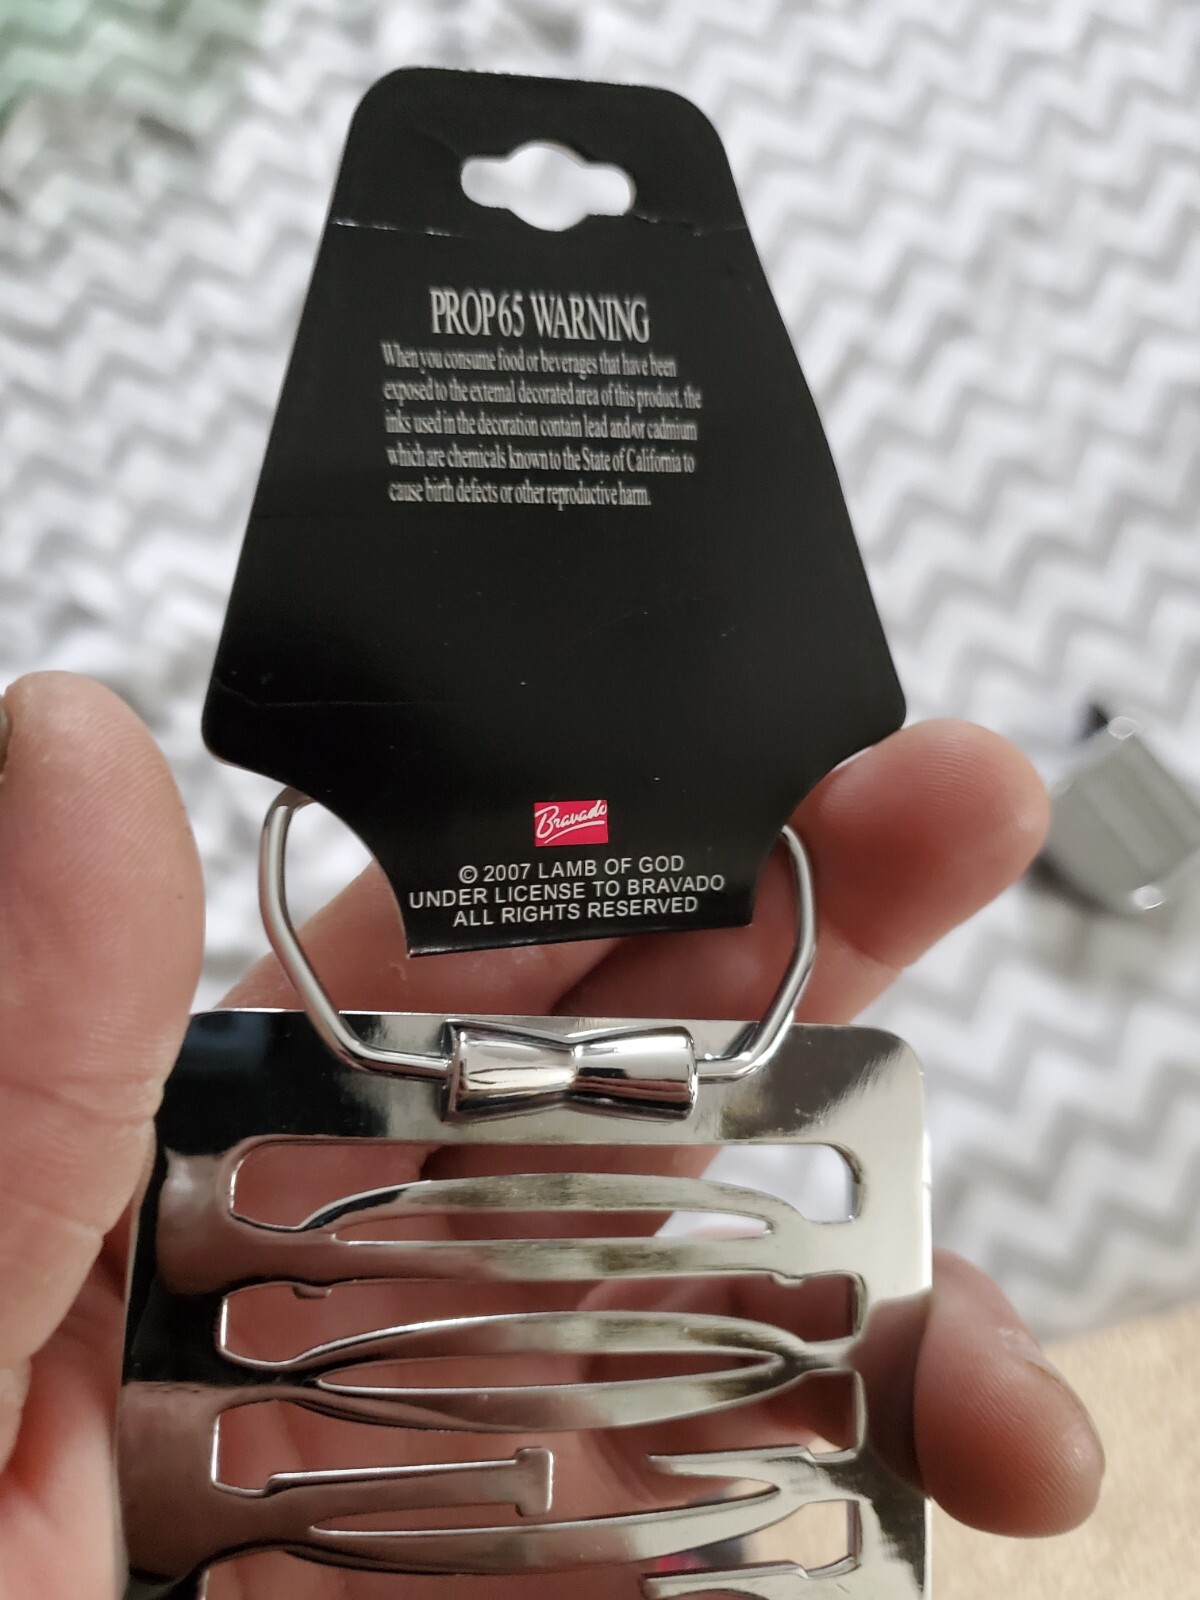 PROP 65 WARNING
When you consume food or beverages that have been
exposed to the external decorated area of this product, the
inks used in the decoration contain lead and/or cadmium
which are chemicals known to the State of California to
cause birth defects or other reproductive harm.
Bravado
© 2007 LAMB OF GOD
UNDER LICENSE TO BRAVADO
ALL RIGHTS RESERVED